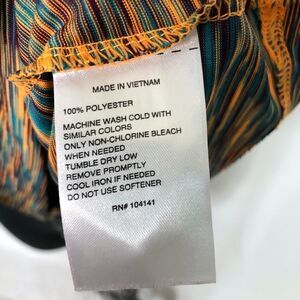 MADE IN VIETNAM
100% POLYESTER
MACHINE WASH COLD WITH
SIMILAR COLORS
ONLY NON-CHLORINE BLEACH
WHEN NEEDED
TUMBLE DRY LOW
REMOVE PROMPTLY
COOL IRON IF NEEDED
DO NOT USE SOFTENER
RN# 104141